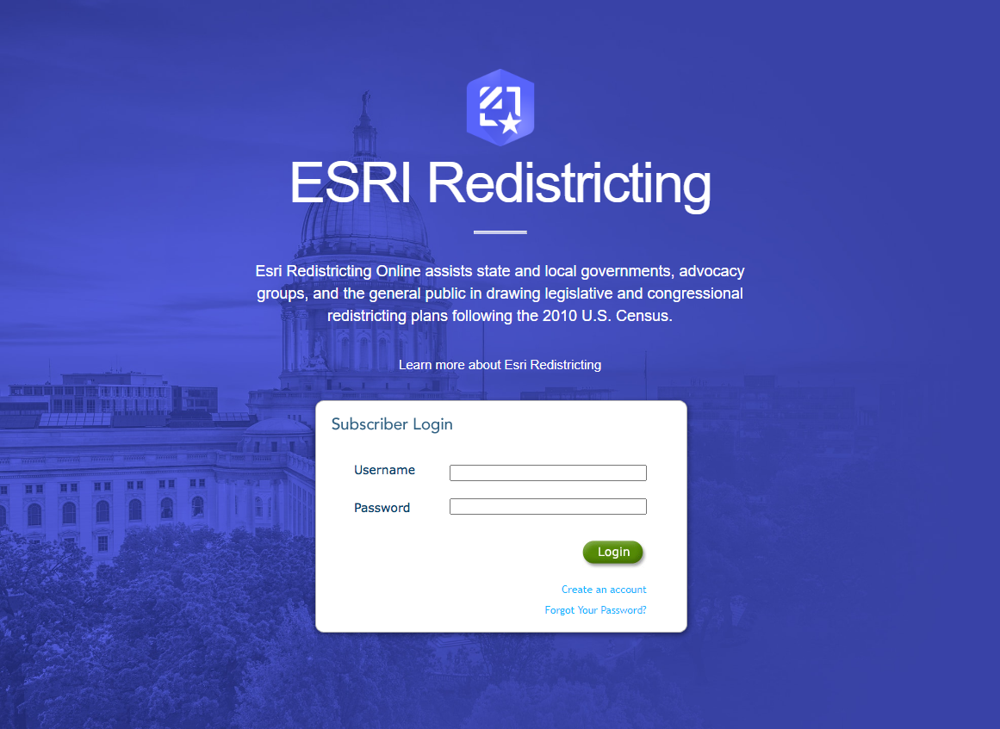 ESRI Redistricting
Esri Redistricting Online assists state and local governments, advocacy
groups, and the general public in drawing legislative and congressional
redistricting plans following the 2010 U.S. Census.
Learn more about Esri Redistricting
Subscriber Login
Username
Password
Login
Create an account
Forgot Your Password?